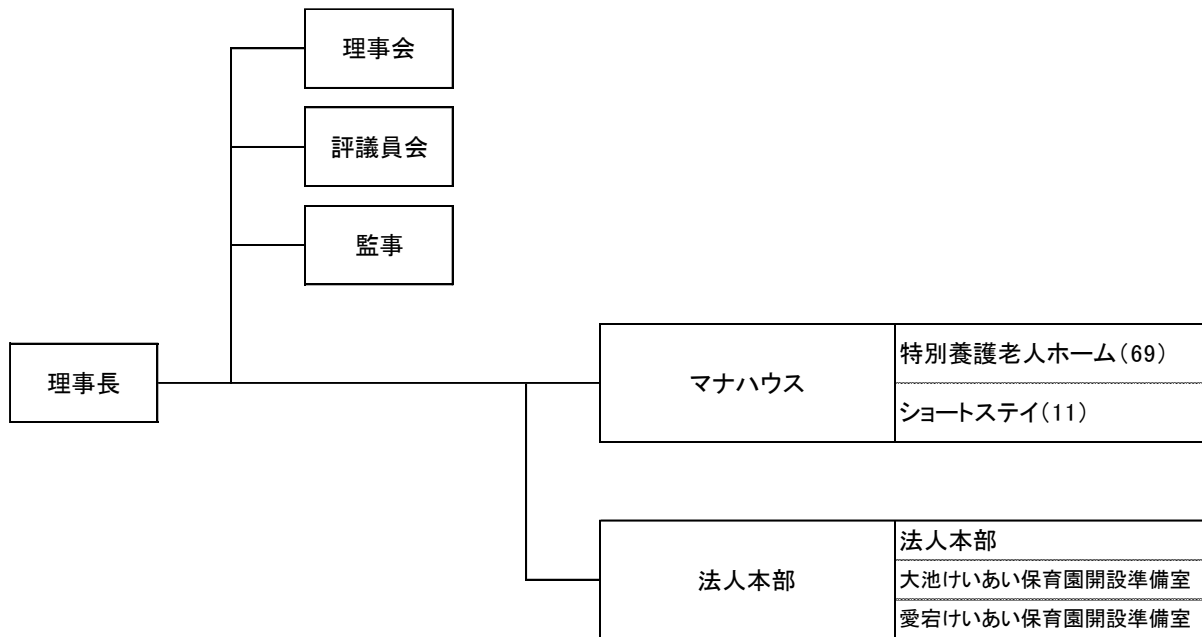 理事会
評議員会
監事
理事長
マナハウス
特別養護老人ホーム(69)
ショートステイ(11)
法人本部
法人本部
大池けいあい保育園開設準備室
愛宕けいあい保育園開設準備室